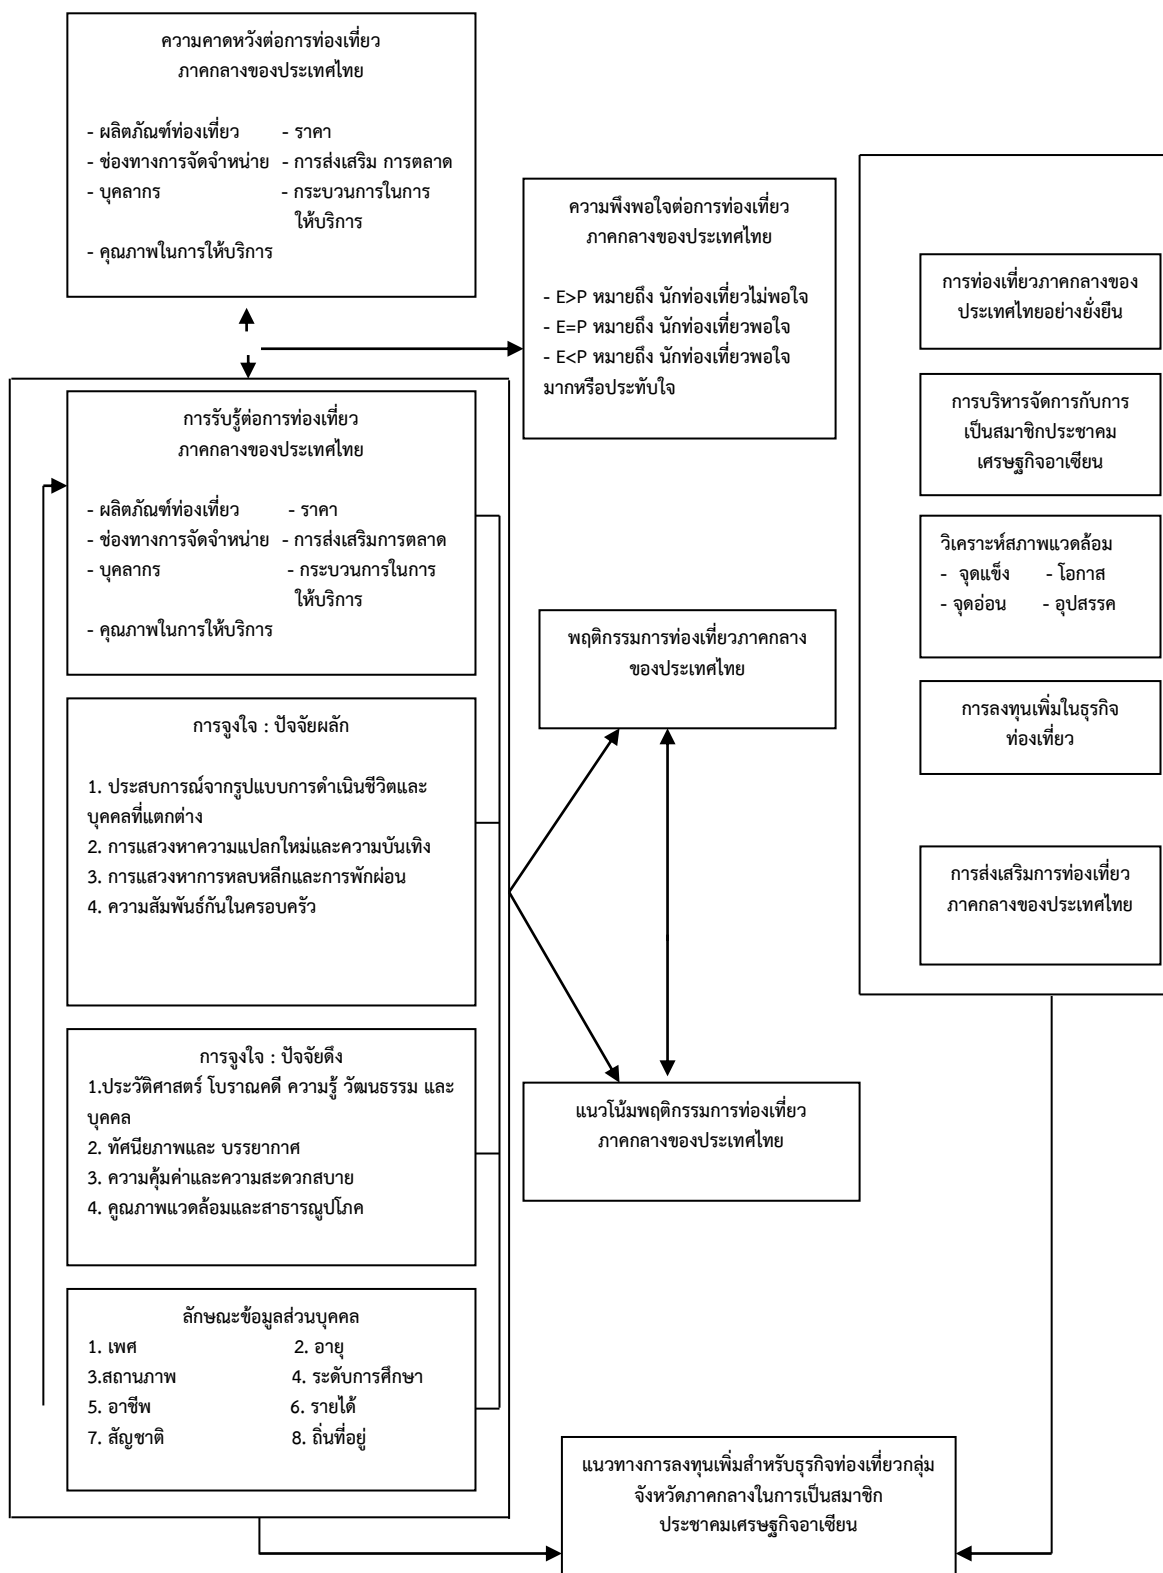 ความคาดหวังต่อการท่องเที่ยว
ภาคกลางของประเทศไทย
- ผลิตภัณฑ์ท่องเที่ยว - ราคา
- ช่องทางการจัดจำหน่าย - การส่งเสริม การตลาด
- บุคลากร - กระบวนการในการ
ให้บริการ
- คุณภาพในการให้บริการ
ความพึงพอใจต่อการท่องเที่ยว
ภาคกลางของประเทศไทย
- E>P หมายถึง นักท่องเที่ยวไม่พอใจ
- E=P หมายถึง นักท่องเที่ยวพอใจ
- E<P หมายถึง นักท่องเที่ยวพอใจ
มากหรือประทับใจ
การรับรู้ต่อการท่องเที่ยว
ภาคกลางของประเทศไทย
- ผลิตภัณฑ์ท่องเที่ยว - ราคา
- ช่องทางการจัดจำหน่าย - การส่งเสริมการตลาด
- บุคลากร - กระบวนการในการ
ให้บริการ
- คุณภาพในการให้บริการ
การจูงใจ : ปัจจัยผลัก
1. ประสบการณ์จากรูปแบบการดำเนินชีวิตและ
บุคคลที่แตกต่าง
2. การแสวงหาความแปลกใหม่และความบันเทิง
3. การแสวงหาการหลบหลีกและการพักผ่อน
4. ความสัมพันธ์กันในครอบครัว
การจูงใจ : ปัจจัยดึง
1.ประวัติศาสตร์ โบราณคดี ความรู้ วัฒนธรรม และ
บุคคล
2. ทัศนียภาพและ บรรยากาศ
3. ความคุ้มค่าและความสะดวกสบาย
4. คูณภาพแวดล้อมและสาธารณูปโภค
ลักษณะข้อมูลส่วนบุคคล
1. เพศ 2. อายุ
3.สถานภาพ 4. ระดับการศึกษา
5. อาชีพ 6. รายได้
7. สัญชาติ 8. ถิ่นที่อยู่
พฤติกรรมการท่องเที่ยวภาคกลาง
ของประเทศไทย
แนวโน้มพฤติกรรมการท่องเที่ยว
ภาคกลางของประเทศไทย
การท่องเที่ยวภาคกลางของ
ประเทศไทยอย่างยั่งยืน
การบริหารจัดการกับการ
เป็นสมาชิกประชาคม
เศรษฐกิจอาเซียน
วิเคราะห์สภาพแวดล้อม
- จุดแข็ง - โอกาส
- จุดอ่อน - อุปสรรค
การลงทุนเพิ่มในธุรกิจ
ท่องเที่ยว
การส่งเสริมการท่องเที่ยว
ภาคกลางของประเทศไทย
แนวทางการลงทุนเพิ่มสำหรับธุรกิจท่องเที่ยวกลุ่ม
จังหวัดภาคกลางในการเป็นสมาชิก
ประชาคมเศรษฐกิจอาเซียน